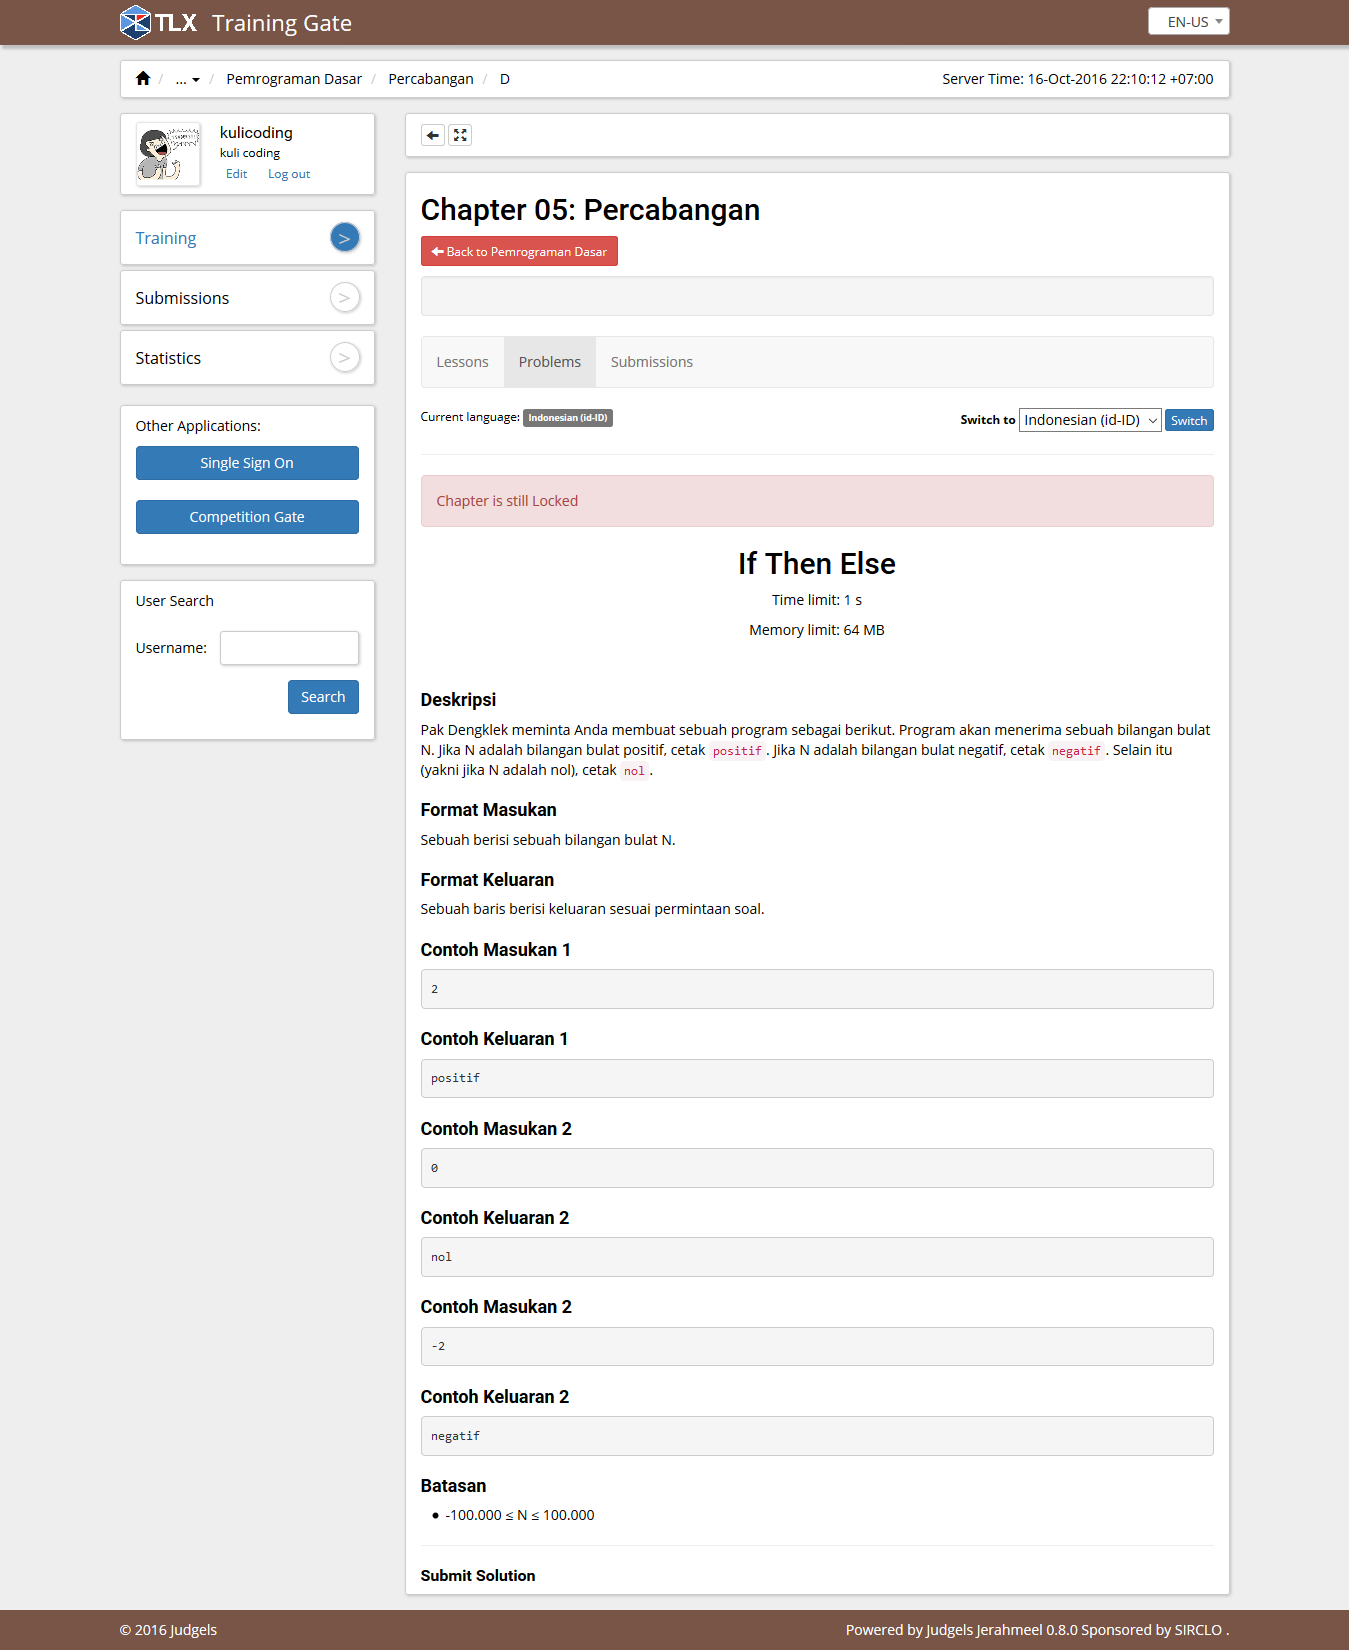 TLX Training Gate
EN-US
... / Pemrograman Dasar / Percabangan / D
Server Time: 16-Oct-2016 22:10:12 +07:00
kulicoding
kuli coding
Edit Log out
Training >
Submissions >
Statistics >
Other Applications:
Single Sign On
Competition Gate
User Search
Username:
Search
Chapter 05: Percabangan
Back to Pemrograman Dasar
Lessons Problems Submissions
Current language: Indonesian (id-ID)
Switch to Indonesian (id-ID) Switch
Chapter is still Locked
If Then Else
Time limit: 1 s
Memory limit: 64 MB
Deskripsi
Pak Dengklek meminta Anda membuat sebuah program sebagai berikut. Program akan menerima sebuah bilangan bulat
N. Jika N adalah bilangan bulat positif, cetak positif. Jika N adalah bilangan bulat negatif, cetak negatif. Selain itu
(yakni jika N adalah nol), cetak nol.
Format Masukan
Sebuah berisi sebuah bilangan bulat N.
Format Keluaran
Sebuah baris berisi keluaran sesuai permintaan soal.
Contoh Masukan 1
2
Contoh Keluaran 1
positif
Contoh Masukan 2
0
Contoh Keluaran 2
nol
Contoh Masukan 2
-2
Contoh Keluaran 2
negatif
Batasan
• -100.000 ≤ N ≤ 100.000
Submit Solution
© 2016 Judgels
Powered by Judgels Jerahmeel 0.8.0 Sponsored by SIRCLO .